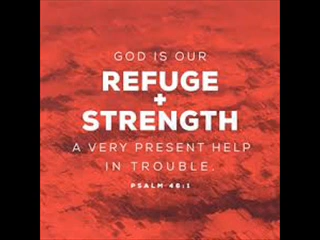 GOD IS OUR
REFUGE
+
STRENGTH
A VERY PRESENT HELP
IN TROUBLE.
PSALM 46:1